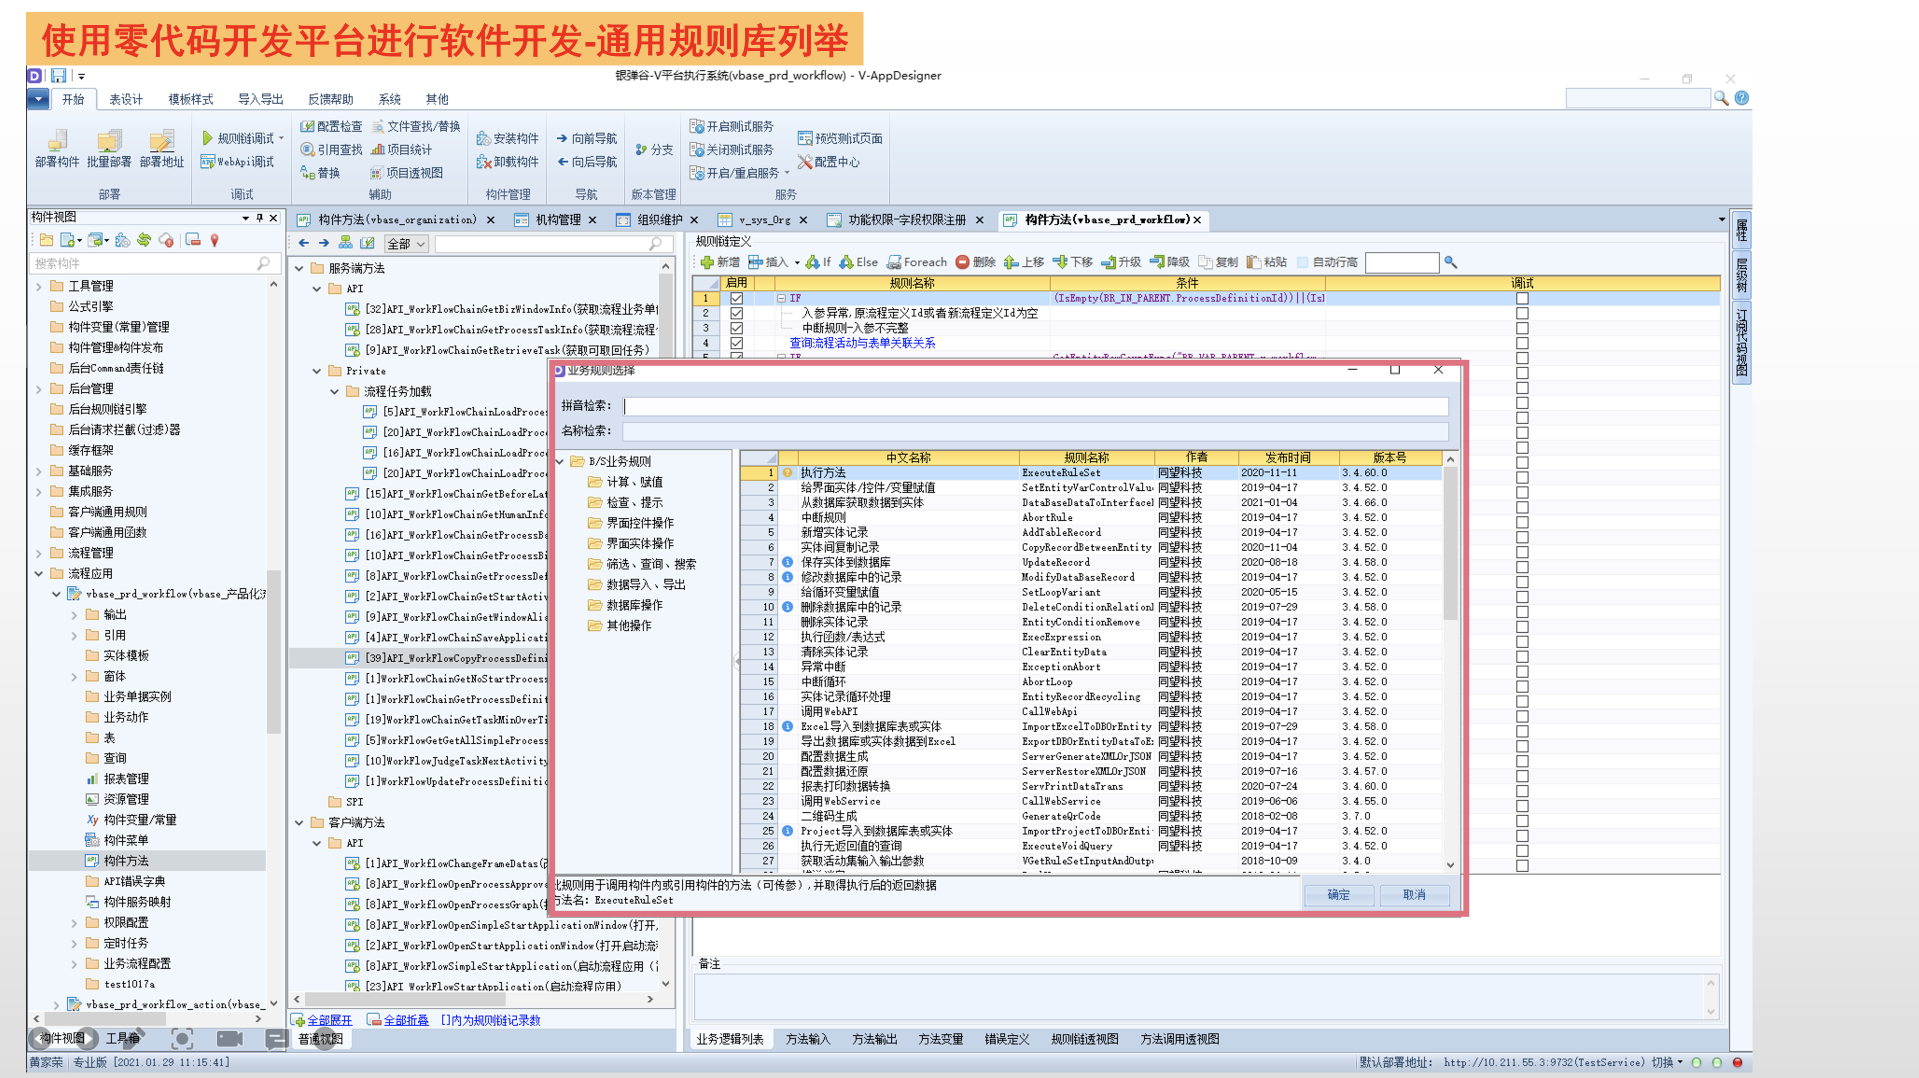 使用零代码开发平台进行软件开发-通用规则库列举
银弹谷-V平台执行系统(vbase_prd_workflow) - V-AppDesigner
开始 表设计 模板样式 导入导出 反馈帮助 系统 其他
部署构件 批量部署 部署地址
部署
规则链调试
WebApi调试
调试
配置检查 文件查找/替换
引用查找 项目统计
替换 项目透视图
辅助
安装构件
卸载构件
构件管理
向前导航
向后导航
导航
分支
版本管理
开启测试服务
关闭测试服务
开启/重启服务
预览测试页面
配置中心
服务
构件视图
搜索构件
工具管理
公式引擎
构件变量(常量)管理
构件管理&构件发布
后台Command责任链
后台管理
后台规则链引擎
后台请求拦截(过滤)器
缓存框架
基础服务
集成服务
客户端通用规则
客户端通用函数
流程管理
流程应用
vbase_prd_workflow(vbase_产品化流
输出
引用
实体模板
窗体
业务单据实例
业务动作
表
查询
报表管理
资源管理
构件变量/常量
构件菜单
构件方法
API错误字典
构件服务映射
权限配置
定时任务
业务流程配置
test1017a
vbase_prd_workflow_action(vbase_
构件视图 工具箱
构件方法(vbase_organization) 机构管理 组织维护 v_sys_Org 功能权限-字段权限注册 构件方法(vbase_prd_workflow)
全部
服务端方法
API
[32]API_WorkFlowChainGetBizWindowInfo(获取流程业务单
[28]API_WorkFlowChainGetProcessTaskInfo(获取流程流程
[9]API_WorkFlowChainGetRetrieveTask(获取可取回任务)
Private
流程任务加载
[5]API_WorkFlowChainLoadProces
[20]API_WorkFlowChainLoadProc
[16]API_WorkFlowChainLoadProc
[20]API_WorkFlowChainLoadProc
[15]API_WorkFlowChainGetBeforeLat
[10]API_WorkFlowChainGetHumanInfo
[16]API_WorkFlowChainGetProcessBe
[10]API_WorkFlowChainGetProcessBi
[8]API_WorkFlowChainGetProcessDef
[2]API_WorkFlowChainGetStartActiv
[9]API_WorkFlowChainGetWindowAlia
[4]API_WorkFlowChainSaveApplicati
[39]API_WorkFlowCopyProcessDefini
[1]WorkFlowChainGetNoStartProcess
[1]WorkFlowChainGetProcessDefinit
[19]WorkFlowChainGetTaskMinOverTi
[5]WorkFlowGetGetAllSimpleProcess
[10]WorkFlowJudgeTaskNextActivity
[1]WorkFlowUpdateProcessDefinitic
SPI
客户端方法
API
[1]API_WorkflowChangeFrameDatas(
[8]API_WorkflowOpenProcessApprove
[8]API_WorkFlowOpenProcessGraph(
[8]API_WorkFlowOpenSimpleStartApplicationWindow(打开,
[2]API_WorkFlowOpenStartApplicationWindow(打开启动流
[8]API_WorkFlowSimpleStartApplication(启动流程应用
[23]API_WorkFlowStartApplication(启动流程应用)
全部展开 全部折叠 []内为规则链记录数
普通视图
规则链定义
新增 插入 If Else Foreach 删除 上移 下移 升级 降级 复制 粘贴 自动行高
启用 规则名称 条件 调试
1 IF (IsEmpty(BR_IN_PARENT.ProcessDefinitionId))||(IsE
2 入参异常,原流程定义Id或者新流程定义Id为空
3 中断规则-入参不完整
4 查询流程活动与表单关联关系
业务规则选择
拼音检索:
名称检索:
B/S业务规则
计算、赋值
检查、提示
界面控件操作
界面实体操作
筛选、查询、搜索
数据导入、导出
数据库操作
其他操作
中文名称 规则名称 作者 发布时间 版本号
1 执行方法 ExecuteRuleSet 同望科技 2020-11-11 3.4.60.0
2 给界面实体/控件/变量赋值 SetEntityVarControlValu 同望科技 2019-04-17 3.4.52.0
3 从数据库获取数据到实体 DataBaseDataToInterface 同望科技 2021-01-04 3.4.66.0
4 中断规则 AbortRule 同望科技 2019-04-17 3.4.52.0
5 新增实体记录 AddTableRecord 同望科技 2019-04-17 3.4.52.0
6 实体间复制记录 CopyRecordBetweenEntity 同望科技 2020-11-04 3.4.52.0
7 保存实体到数据库 UpdateRecord 同望科技 2020-08-18 3.4.58.0
8 修改数据库中的记录 ModifyDataBaseRecord 同望科技 2019-04-17 3.4.52.0
9 给循环变量赋值 SetLoopVariant 同望科技 2020-05-15 3.4.52.0
10 删除数据库中的记录 DeleteConditionRelation 同望科技 2019-07-29 3.4.58.0
11 删除实体记录 EntityConditionRemove 同望科技 2019-04-17 3.4.52.0
12 执行函数/表达式 ExecExpression 同望科技 2019-04-17 3.4.52.0
13 清除实体记录 ClearEntityData 同望科技 2019-04-17 3.4.52.0
14 异常中断 ExceptionAbort 同望科技 2019-04-17 3.4.52.0
15 中断循环 AbortLoop 同望科技 2019-04-17 3.4.52.0
16 实体记录循环处理 EntityRecordRecycling 同望科技 2019-04-17 3.4.52.0
17 调用WebAPI CallWebApi 同望科技 2019-04-17 3.4.52.0
18 Excel导入到数据库表或实体 ImportExcelToDBOrEntity 同望科技 2019-07-29 3.4.58.0
19 导出数据库或实体数据到Excel ExportDBOrEntityDataToE 同望科技 2019-04-17 3.4.52.0
20 配置数据生成 ServerGenerateXMLOrJSON 同望科技 2019-04-17 3.4.52.0
21 配置数据还原 ServerRestoreXMLOrJSON 同望科技 2019-07-16 3.4.57.0
22 报表打印数据转换 ServPrintDataTrans 同望科技 2020-07-24 3.4.60.0
23 调用WebService CallWebService 同望科技 2019-06-06 3.4.55.0
24 二维码生成 GenerateQrCode 同望科技 2018-02-08 3.7.0
25 Project导入到数据库表或实体 ImportProjectToDBOrEnti 同望科技 2019-04-17 3.4.52.0
26 执行无返回值的查询 ExecuteVoidQuery 同望科技 2019-04-17 3.4.52.0
27 获取活动集输入输出参数 VGetRuleSetInputAndOutp 同望科技 2018-10-09 3.4.0
此规则用于调用构件内或引用构件的方法（可传参）,并取得执行后的返回数据
方法名: ExecuteRuleSet
确定 取消
备注
业务逻辑列表 方法输入 方法输出 方法变量 错误定义 规则链透视图 方法调用透视图
属性
层级树
订阅代码视图
黄家荣 专业版 [2021.01.29 11:15:41]
默认部署地址: http://10.211.55.3:9732(TestService) 切换